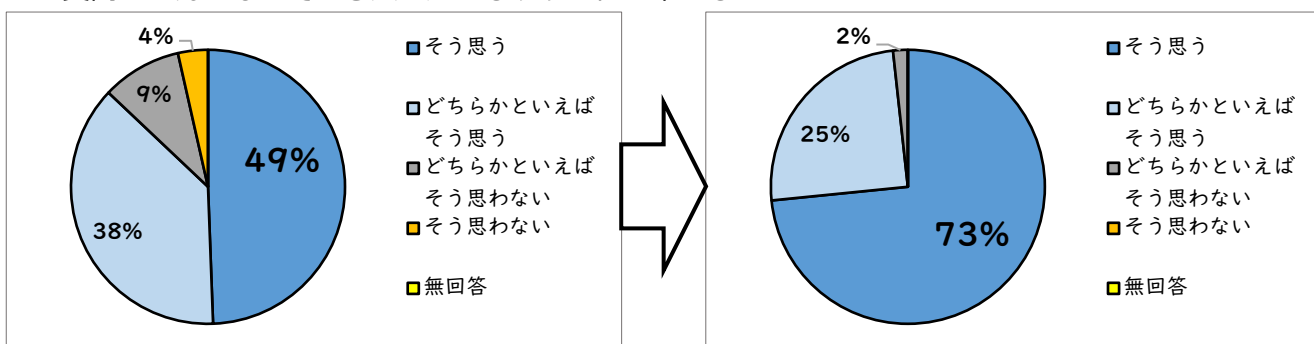 4%
9%
49%
38%
そう思う
どちらかといえば
そう思う
どちらかといえば
そう思わない
そう思わない
無回答
2%
25%
73%
そう思う
どちらかといえば
そう思う
どちらかといえば
そう思わない
そう思わない
無回答